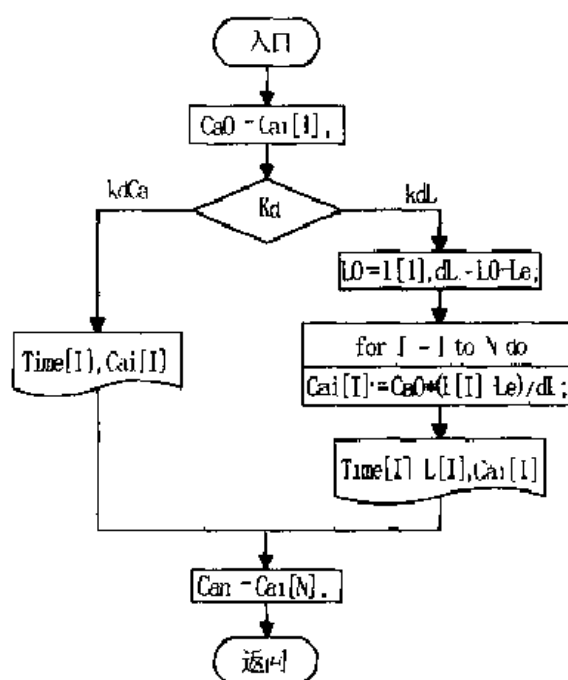 入口
Ca0 = Cai[1],
Kd
kdCa
kdL
L0=l[1],dL-L0-Le;
for I - 1 to N do
Cai[I]:=Ca0*(l[I]-Le)/dL;
Time[I],Cai[I]
Time[I] L[I],Cai[I]
Can - Cai[N].
返回